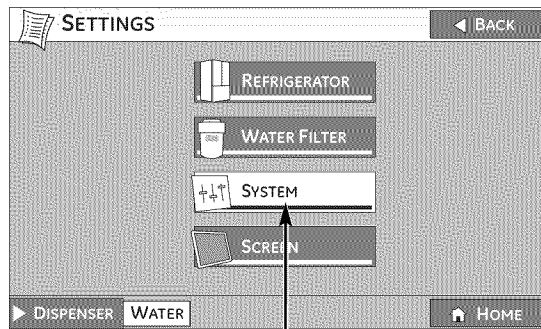 SETTINGS
BACK
REFRIGERATOR
WATER FILTER
SYSTEM
SCREEN
DISPENSER WATER
HOME